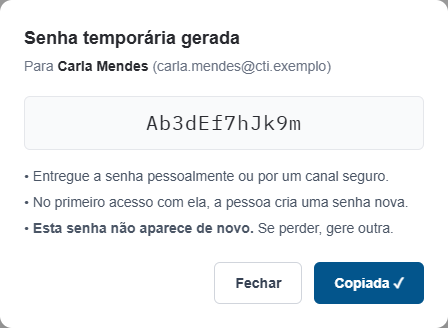 Senha temporária gerada
Para Carla Mendes (carla.mendes@cti.exemplo)
Ab3dEf7hJk9m
• Entregue a senha pessoalmente ou por um canal seguro.
• No primeiro acesso com ela, a pessoa cria uma senha nova.
• Esta senha não aparece de novo. Se perder, gere outra.
Fechar
Copiada ✓